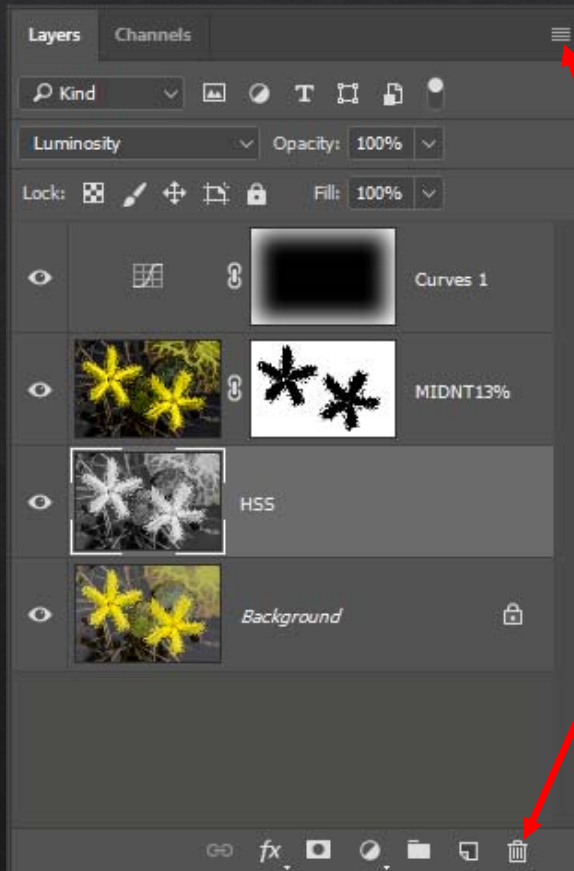 Layers Channels
Kind
Luminosity Opacity: 100%
Lock: Fill: 100%
Curves 1
MIDNT13%
HSS
Background
fx